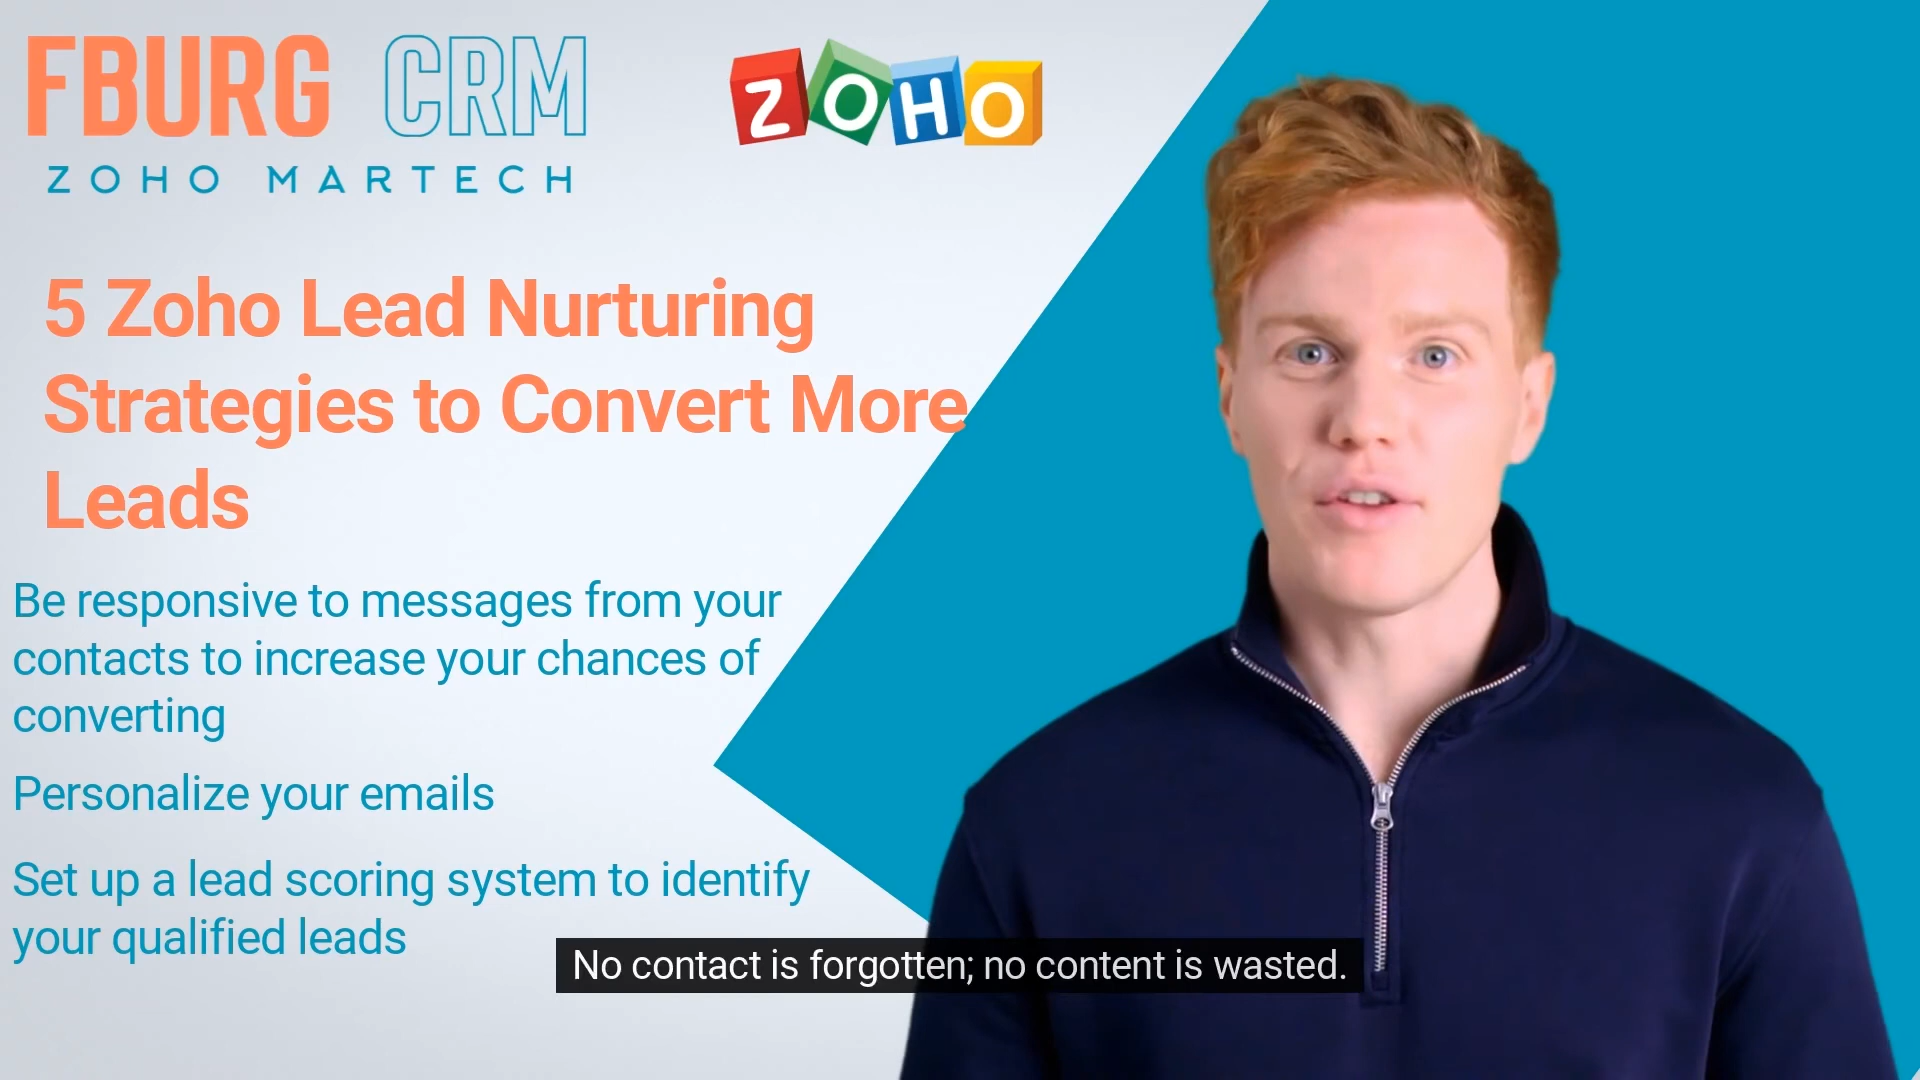 FBURG CRM
ZOHO MARTECH
ZOHO
5 Zoho Lead Nurturing
Strategies to Convert More
Leads
Be responsive to messages from your
contacts to increase your chances of
converting
Personalize your emails
Set up a lead scoring system to identify
your qualified leads
No contact is forgotten; no content is wasted.